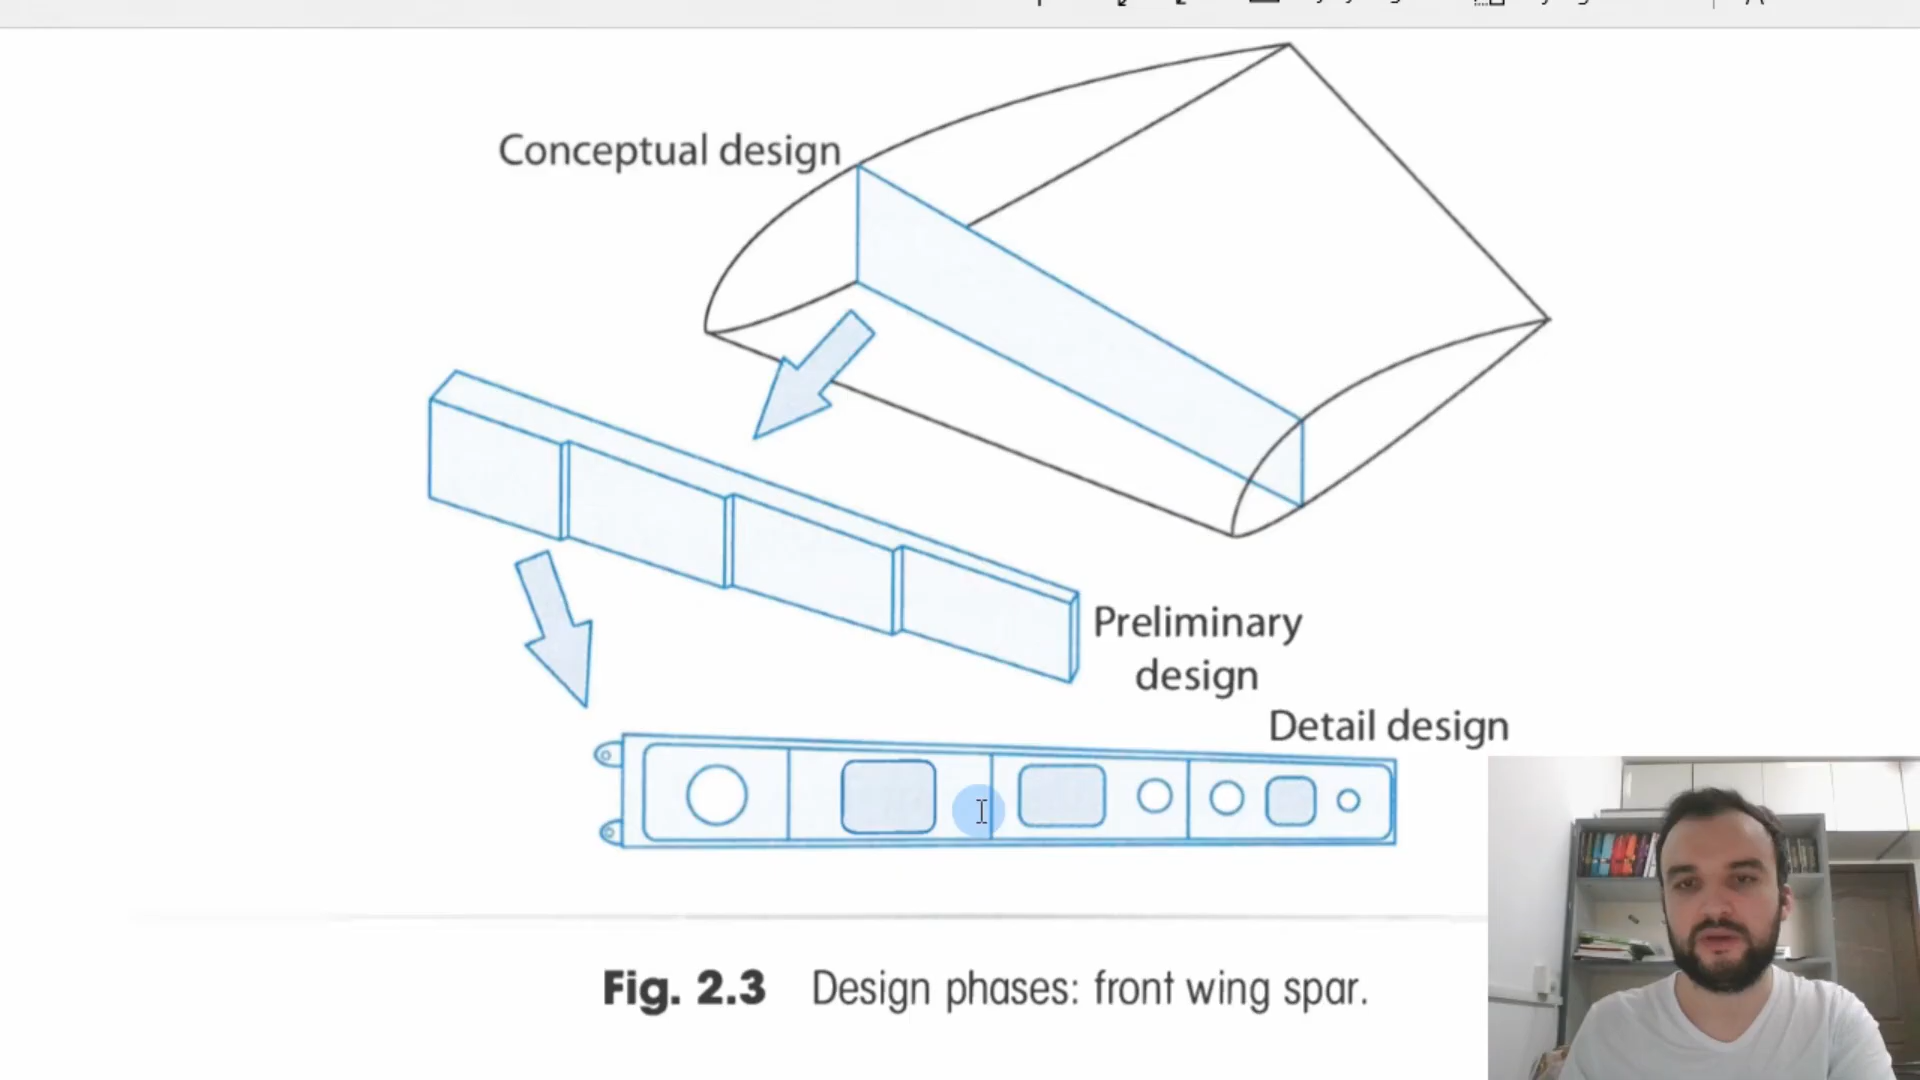 Conceptual design
Preliminary
design
Detail design
Fig. 2.3 Design phases: front wing spar.